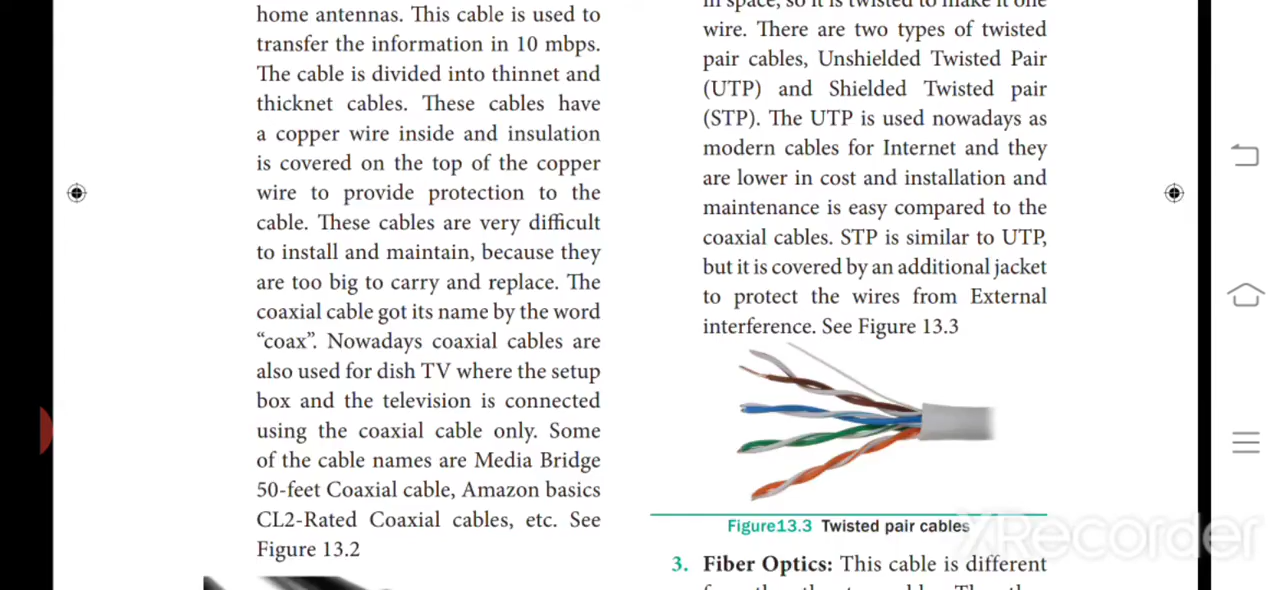 home antennas. This cable is used to
transfer the information in 10 mbps.
The cable is divided into thinnet and
thicknet cables. These cables have
a copper wire inside and insulation
is covered on the top of the copper
wire to provide protection to the
cable. These cables are very difficult
to install and maintain, because they
are too big to carry and replace. The
coaxial cable got its name by the word
“coax”. Nowadays coaxial cables are
also used for dish TV where the setup
box and the television is connected
using the coaxial cable only. Some
of the cable names are Media Bridge
50-feet Coaxial cable, Amazon basics
CL2-Rated Coaxial cables, etc. See
Figure 13.2
in space, so it is twisted to make it one
wire. There are two types of twisted
pair cables, Unshielded Twisted Pair
(UTP) and Shielded Twisted pair
(STP). The UTP is used nowadays as
modern cables for Internet and they
are lower in cost and installation and
maintenance is easy compared to the
coaxial cables. STP is similar to UTP,
but it is covered by an additional jacket
to protect the wires from External
interference. See Figure 13.3
Figure13.3 Twisted pair cables
3. Fiber Optics: This cable is different
XRecorder